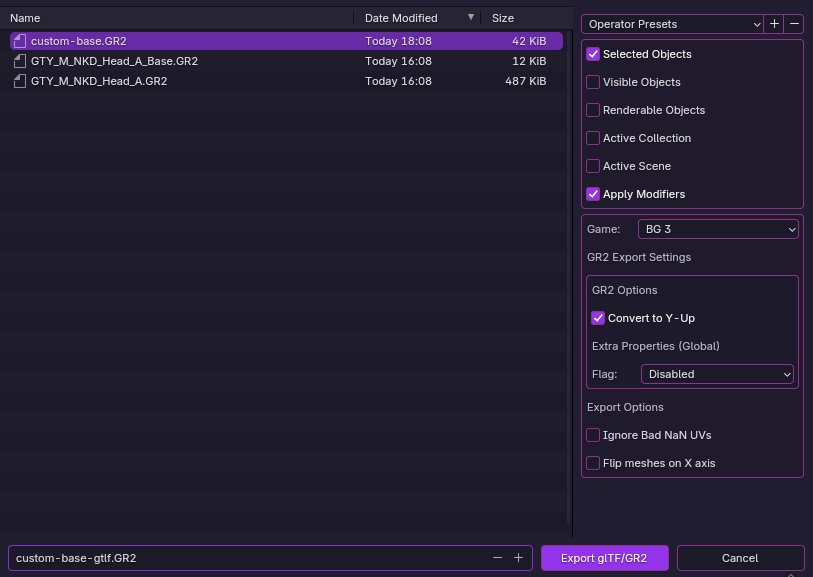 Name Date Modified Size
custom-base.GR2 Today 18:08 42 KiB
GTY_M_NKD_Head_A_Base.GR2 Today 16:08 12 KiB
GTY_M_NKD_Head_A.GR2 Today 16:08 487 KiB
Operator Presets
Selected Objects
Visible Objects
Renderable Objects
Active Collection
Active Scene
Apply Modifiers
Game: BG 3
GR2 Export Settings
GR2 Options
Convert to Y-Up
Extra Properties (Global)
Flag: Disabled
Export Options
Ignore Bad NaN UVs
Flip meshes on X axis
custom-base-gtlf.GR2
Export glTF/GR2 Cancel